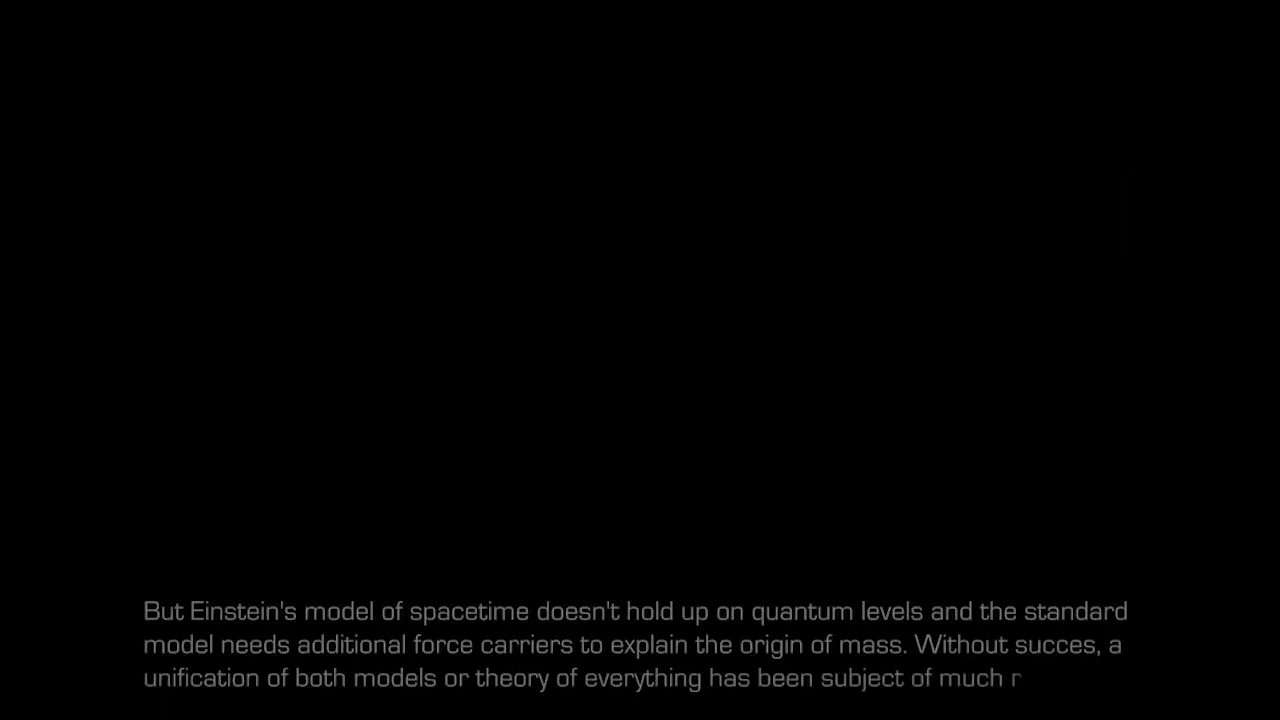 But Einstein's model of spacetime doesn't hold up on quantum levels and the standard
model needs additional force carriers to explain the origin of mass. Without succes, a
unification of both models or theory of everything has been subject of much r